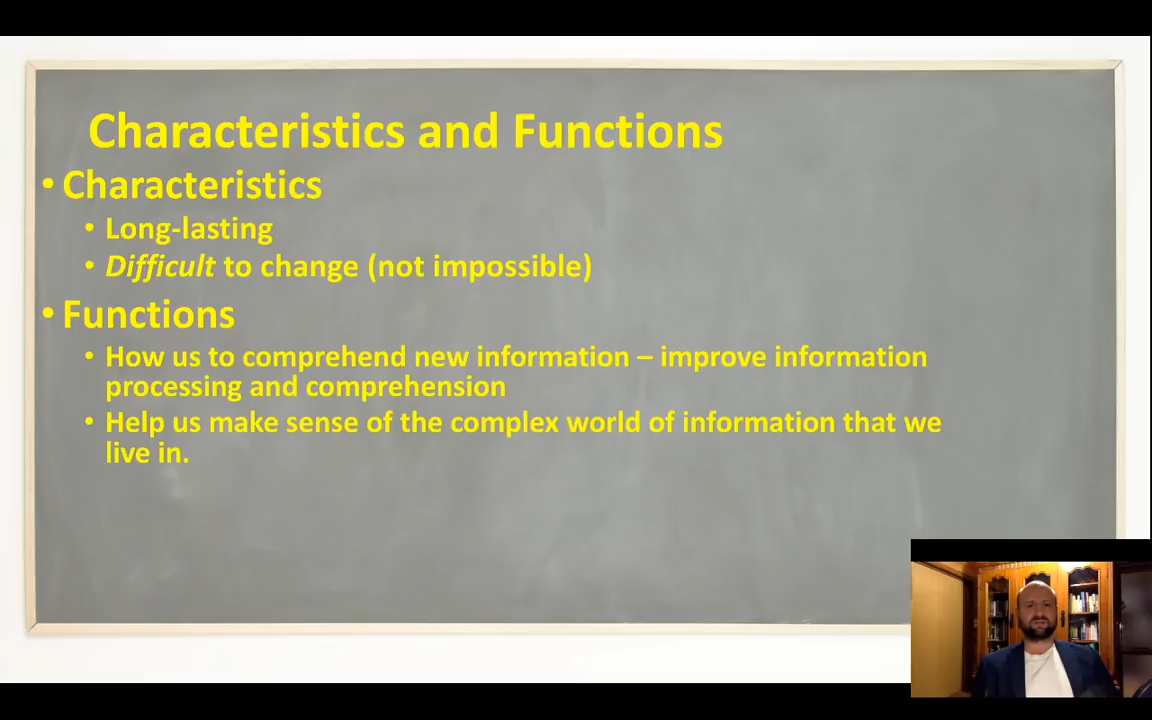 Characteristics and Functions
• Characteristics
• Long-lasting
• Difficult to change (not impossible)
• Functions
• How us to comprehend new information – improve information
processing and comprehension
• Help us make sense of the complex world of information that we
live in.